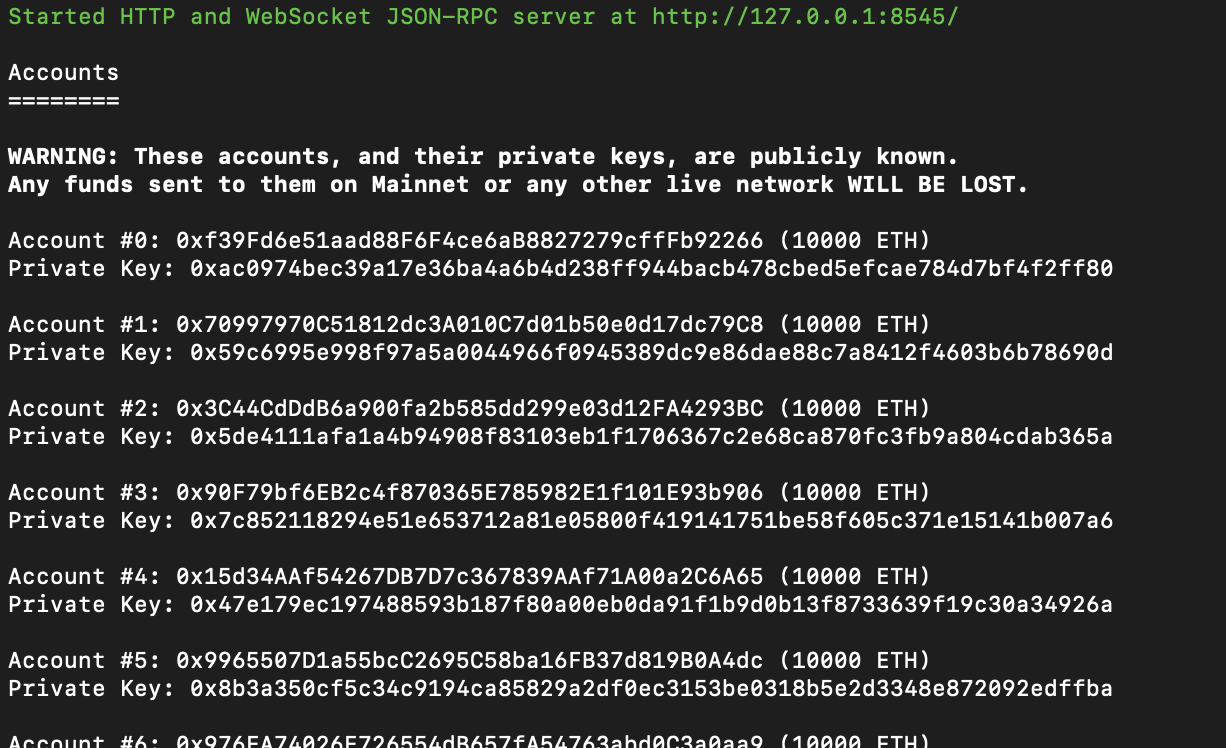 Started HTTP and WebSocket JSON-RPC server at http://127.0.0.1:8545/
Accounts
========
WARNING: These accounts, and their private keys, are publicly known.
Any funds sent to them on Mainnet or any other live network WILL BE LOST.
Account #0: 0xf39Fd6e51aad88F6F4ce6aB8827279cffFb92266 (10000 ETH)
Private Key: 0xac0974bec39a17e36ba4a6b4d238ff944bacb478cbed5efcae784d7bf4f2ff80
Account #1: 0x70997970C51812dc3A010C7d01b50e0d17dc79C8 (10000 ETH)
Private Key: 0x59c6995e998f97a5a0044966f0945389dc9e86dae88c7a8412f4603b6b78690d
Account #2: 0x3C44CdDdB6a900fa2b585dd299e03d12FA4293BC (10000 ETH)
Private Key: 0x5de4111afa1a4b94908f83103eb1f1706367c2e68ca870fc3fb9a804cdab365a
Account #3: 0x90F79bf6EB2c4f870365E785982E1f101E93b906 (10000 ETH)
Private Key: 0x7c852118294e51e653712a81e05800f419141751be58f605c371e15141b007a6
Account #4: 0x15d34AAf54267DB7D7c367839AAf71A00a2C6A65 (10000 ETH)
Private Key: 0x47e179ec197488593b187f80a00eb0da91f1b9d0b13f8733639f19c30a34926a
Account #5: 0x9965507D1a55bcC2695C58ba16FB37d819B0A4dc (10000 ETH)
Private Key: 0x8b3a350cf5c34c9194ca85829a2df0ec3153be0318b5e2d3348e872092edffba
Account #6: 0x976EA74026E726554dB657fA54763abd0C3a0aa9 (10000 ETH)